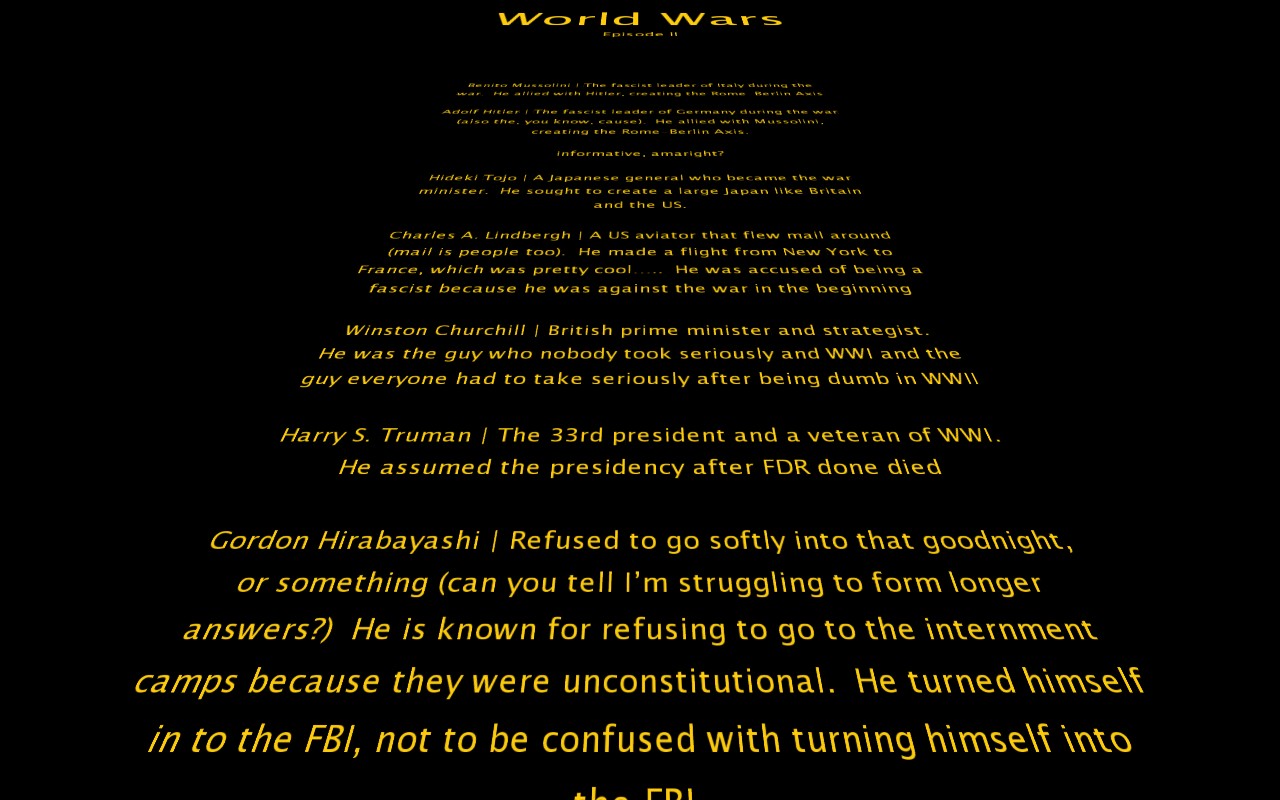 World Wars
Episode II
Benito Mussolini | The fascist leader of Italy during the
war. He allied with Hitler, creating the Rome Berlin Axis
Adolf Hitler | The fascist leader of Germany during the war
(also the, you know, cause). He allied with Mussolini,
creating the Rome Berlin Axis.
informative, amaright?
Hideki Tojo | A Japanese general who became the war
minister. He sought to create a large Japan like Britain
and the US.
Charles A. Lindbergh | A US aviator that flew mail around
(mail is people too). He made a flight from New York to
France, which was pretty cool..... He was accused of being a
fascist because he was against the war in the beginning
Winston Churchill | British prime minister and strategist.
He was the guy who nobody took seriously and WWI and the
guy everyone had to take seriously after being dumb in WWII
Harry S. Truman | The 33rd president and a veteran of WWI.
He assumed the presidency after FDR done died
Gordon Hirabayashi | Refused to go softly into that goodnight,
or something (can you tell I'm struggling to form longer
answers?) He is known for refusing to go to the internment
camps because they were unconstitutional. He turned himself
in to the FBI, not to be confused with turning himself into
the FBI